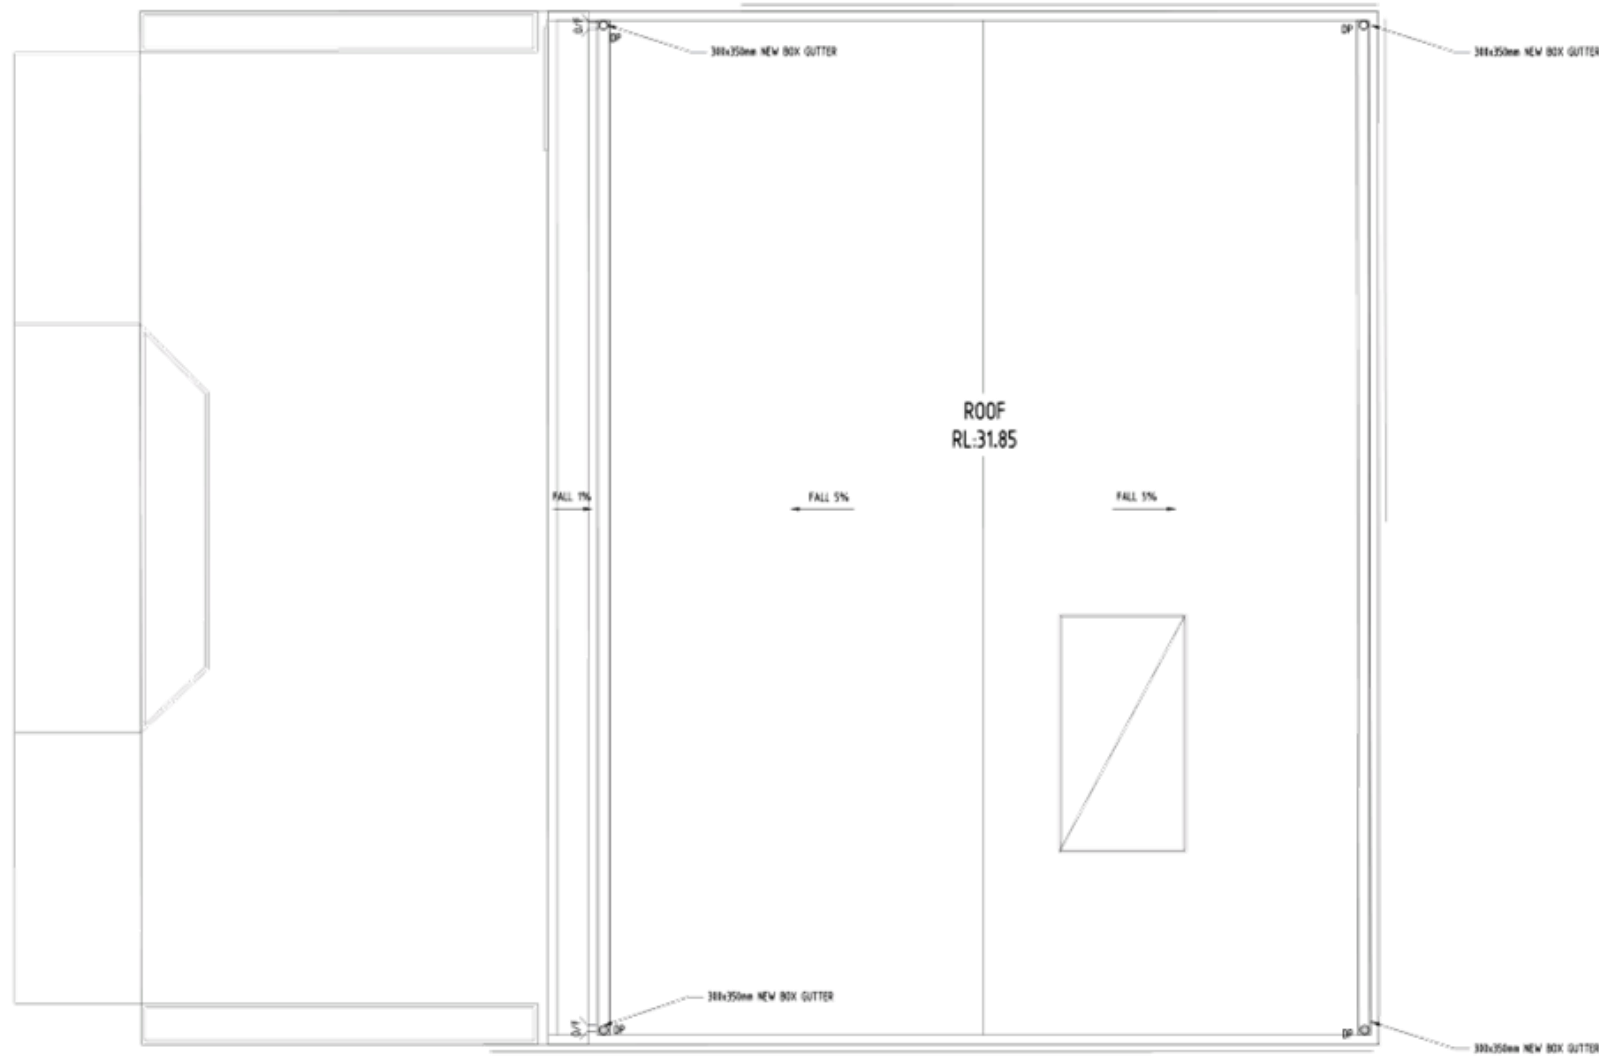 O/F
DP
300x350mm NEW BOX GUTTER
DP
300x350mm NEW BOX GUTTER
ROOF
RL:31.85
FALL 1%
FALL 5%
FALL 5%
300x350mm NEW BOX GUTTER
O/F
DP
DP
300x350mm NEW BOX GUTTER